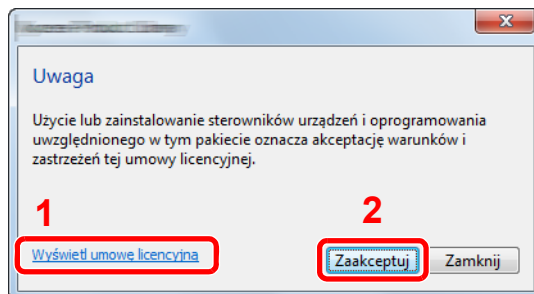 Uwaga
Użycie lub zainstalowanie sterowników urządzeń i oprogramowania
uwzględnionego w tym pakiecie oznacza akceptację warunków i
zastrzeżeń tej umowy licencyjnej.
1
2
Wyświetl umowę licencyjną
Zaakceptuj
Zamknij